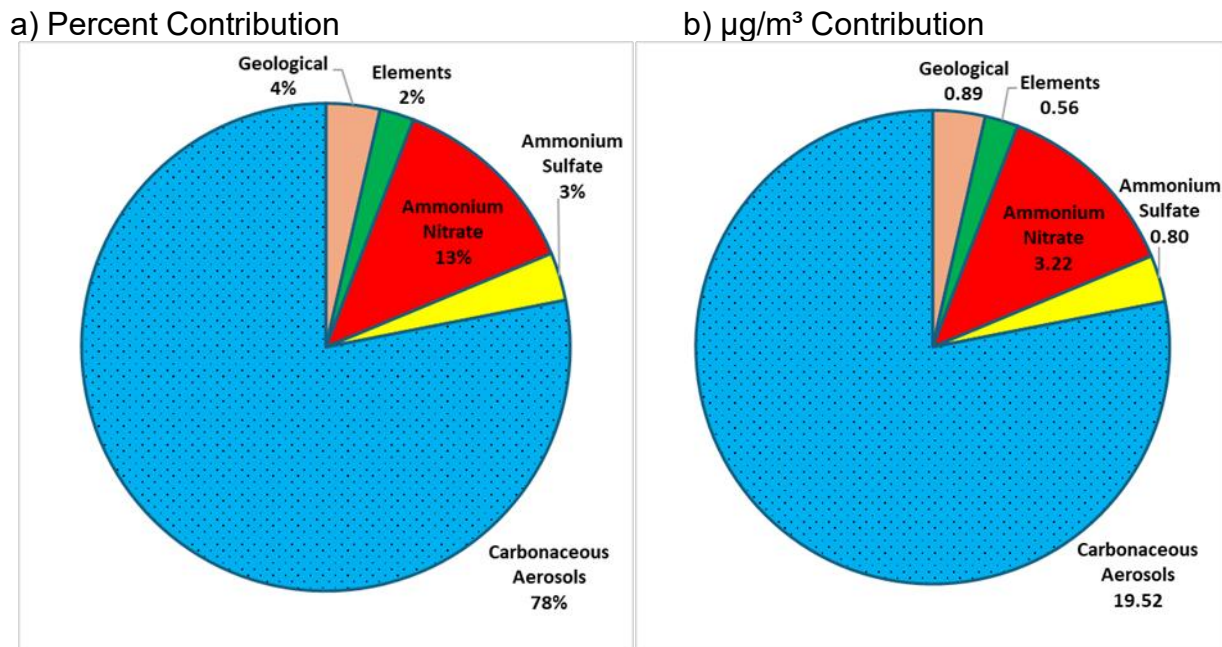 a) Percent Contribution
Geological
4%
Elements
2%
Ammonium
Sulfate
3%
Ammonium
Nitrate
13%
Carbonaceous
Aerosols
78%
b) µg/m³ Contribution
Geological
0.89
Elements
0.56
Ammonium
Sulfate
0.80
Ammonium
Nitrate
3.22
Carbonaceous
Aerosols
19.52